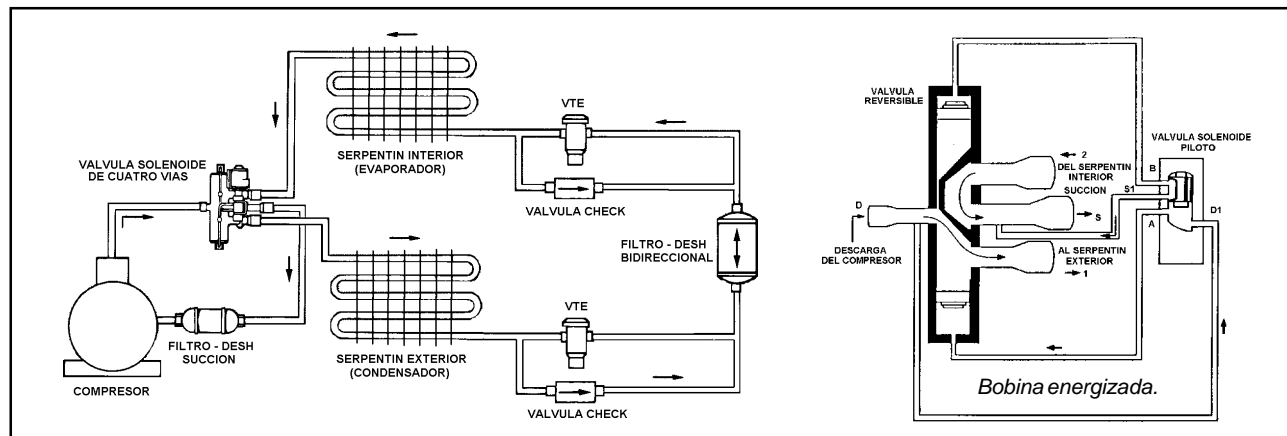 VALVULA SOLENOIDE
DE CUATRO VIAS
SERPENTIN INTERIOR
(EVAPORADOR)
VTE
VALVULA CHECK
FILTRO - DESH
BIDIRECCIONAL
FILTRO - DESH
SUCCION
COMPRESOR
SERPENTIN EXTERIOR
(CONDENSADOR)
VTE
VALVULA CHECK
VALVULA
REVERSIBLE
VALVULA SOLENOIDE
PILOTO
2
DEL SERPENTIN
INTERIOR
SUCCION
B
S1
S
D1
D
A
DESCARGA
DEL COMPRESOR
AL SERPENTIN
EXTERIOR
1
Bobina energizada.